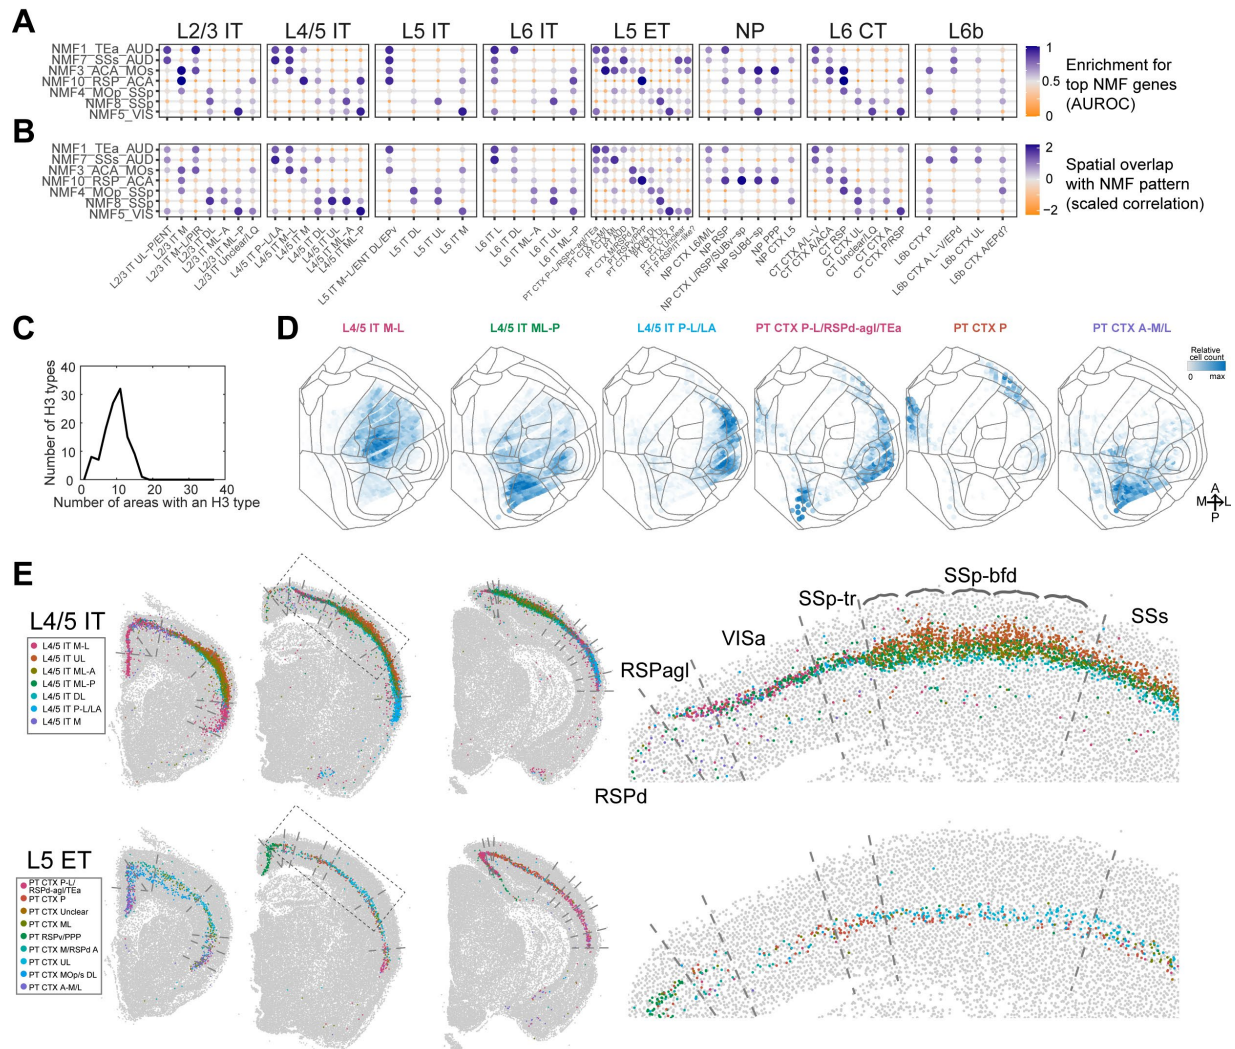 A
L2/3 IT
L4/5 IT
L5 IT
L6 IT
L5 ET
NP
L6 CT
L6b
NMF1_TEa_AUD
NMF7_SSs_AUD
NMF3_ACA_MOs
NMF10_RSP_ACA
NMF4_MOp_SSp
NMF8_SSp
NMF5_VIS
1
0.5
0
Enrichment for
top NMF genes
(AUROC)
B
NMF1_TEa_AUD
NMF7_SSs_AUD
NMF3_ACA_MOs
NMF10_RSP_ACA
NMF4_MOp_SSp
NMF8_SSp
NMF5_VIS
2
0
−2
Spatial overlap
with NMF pattern
(scaled correlation)
L2/3 IT UL−P/ENT
L2/3 IT M
L2/3 IT ML/PIR
L2/3 IT DL
L2/3 IT ML−A
L2/3 IT ML−P
L2/3 IT Unclear/LQ
L4/5 IT P−L/LA
L4/5 IT M−L
L4/5 IT M
L4/5 IT DL
L4/5 IT UL
L4/5 IT ML−A
L4/5 IT ML−P
L5 IT M−L/ENT DL/EPv
L5 IT DL
L5 IT UL
L5 IT M
L6 IT L
L6 IT DL
L6 IT ML−A
L6 IT UL
L6 IT ML−P
PT CTX P−L/RSPd−agl/TEa
NP CTX L6/M/L
NP RSP
NP CTX L/RSP/SUBv−sp
NP SUBd−sp
NP PPP
NP CTX L5
CT CTX A/L−V
CT CTX A/ACA
CT RSP
CT CTX UL
CT Unclear/LQ
CT CTX A
CT CTX P/RSP
L6b CTX P
L6b CTX A L−V/EPd
L6b CTX UL
L6b CTX A/EPd?
C
Number of H3 types
40
30
20
10
0
0
10
20
30
40
Number of areas with an H3 type
D
L4/5 IT M-L
L4/5 IT ML-P
L4/5 IT P-L/LA
PT CTX P-L/RSPd-agl/TEa
PT CTX P
PT CTX A-M/L
Relative
cell count
0 max
A
M L
P
E
L4/5 IT
L4/5 IT M-L
L4/5 IT UL
L4/5 IT ML-A
L4/5 IT ML-P
L4/5 IT DL
L4/5 IT P-L/LA
L4/5 IT M
RSPagl
VISa
SSp-tr
SSp-bfd
SSs
RSPd
L5 ET
PT CTX P-L/
RSPd-agl/TEa
PT CTX P
PT CTX Unclear
PT CTX ML
PT RSPv/PPP
PT CTX M/RSPd A
PT CTX UL
PT CTX MOp/s DL
PT CTX A-M/L